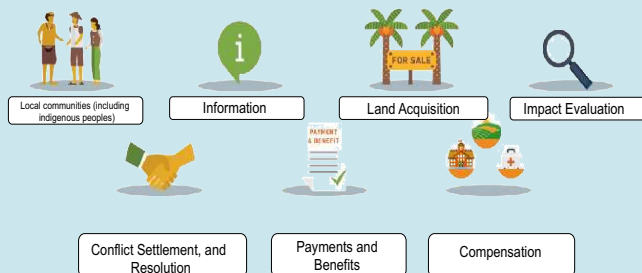 FOR SALE
Local communities (including
indigenous peoples)
Information
Land Acquisition
Impact Evaluation
PAYMENT
& BENEFIT
Conflict Settlement, and
Resolution
Payments and
Benefits
Compensation